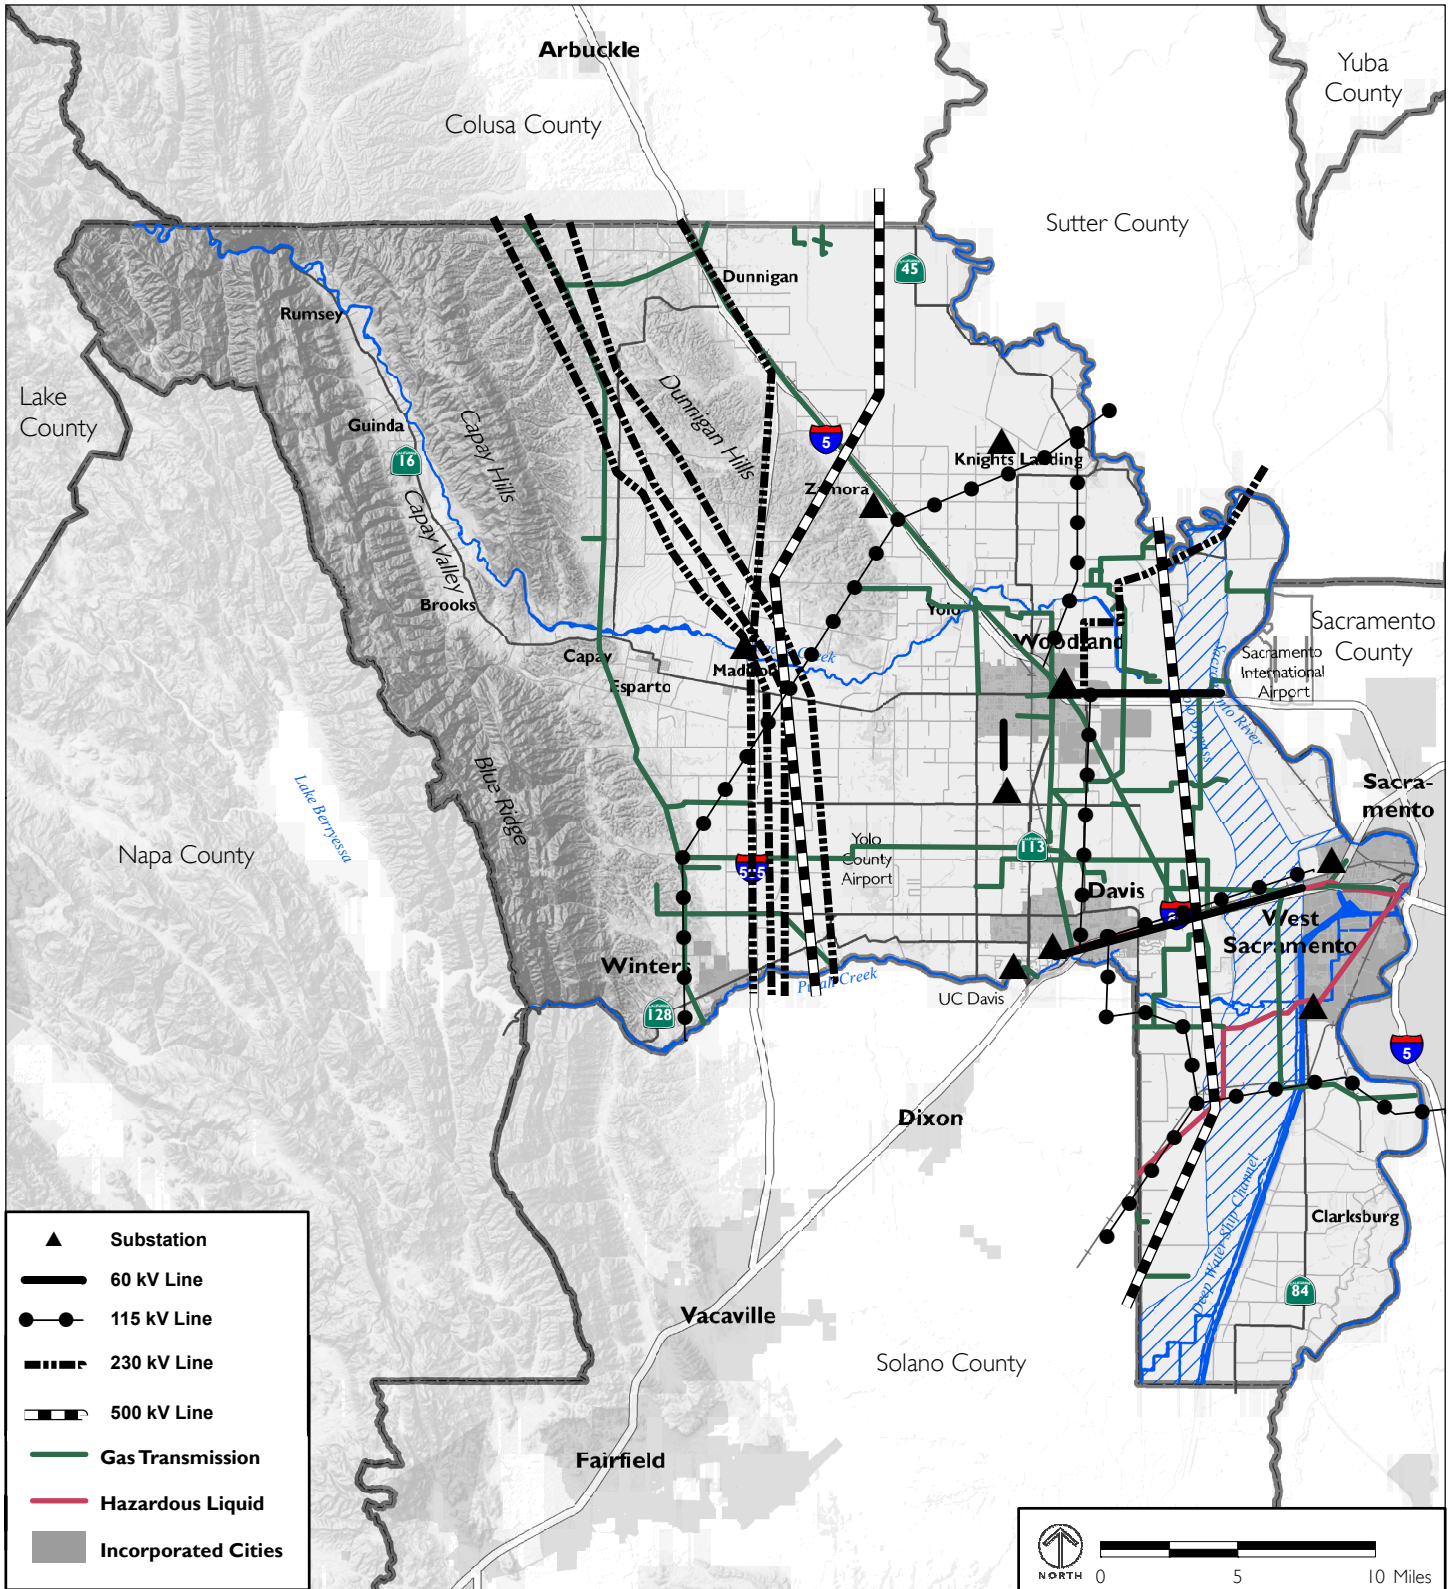 Arbuckle
Yuba
County
Colusa County
Sutter County
45
Dunnigan
Rumsey
Lake
County
Dunnigan Hills
Capay Hills
Guinda
5
16
Knights Landing
Zamora
Capay Valley
Brooks
Yolo
Woodland
Sacramento
County
Sacramento
International
Airport
Capay
Creek
Madison
Esparto
Sacramento River
Yolo Bypass
Blue Ridge
Lake Berryessa
Sacra-
mento
Napa County
Yolo
County
Airport
113
Davis
West
Sacramento
Winters
Putah Creek
UC Davis
128
5
Dixon
Deep Water Ship Channel
Clarksburg
84
Vacaville
Solano County
Fairfield
Substation
60 kV Line
115 kV Line
230 kV Line
500 kV Line
Gas Transmission
Hazardous Liquid
Incorporated Cities
NORTH
0 5 10 Miles